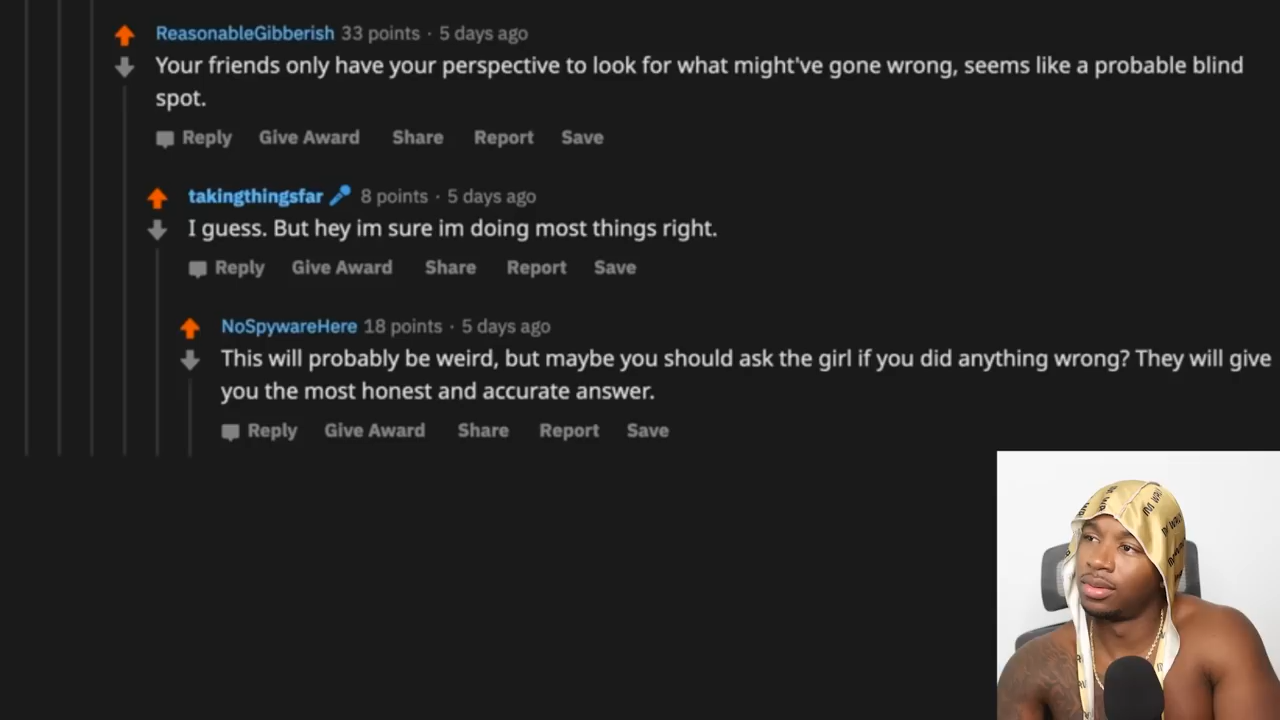 ReasonableGibberish 33 points · 5 days ago
Your friends only have your perspective to look for what might've gone wrong, seems like a probable blind
spot.
Reply Give Award Share Report Save
takingthingsfar 8 points · 5 days ago
I guess. But hey im sure im doing most things right.
Reply Give Award Share Report Save
NoSpywareHere 18 points · 5 days ago
This will probably be weird, but maybe you should ask the girl if you did anything wrong? They will give
you the most honest and accurate answer.
Reply Give Award Share Report Save